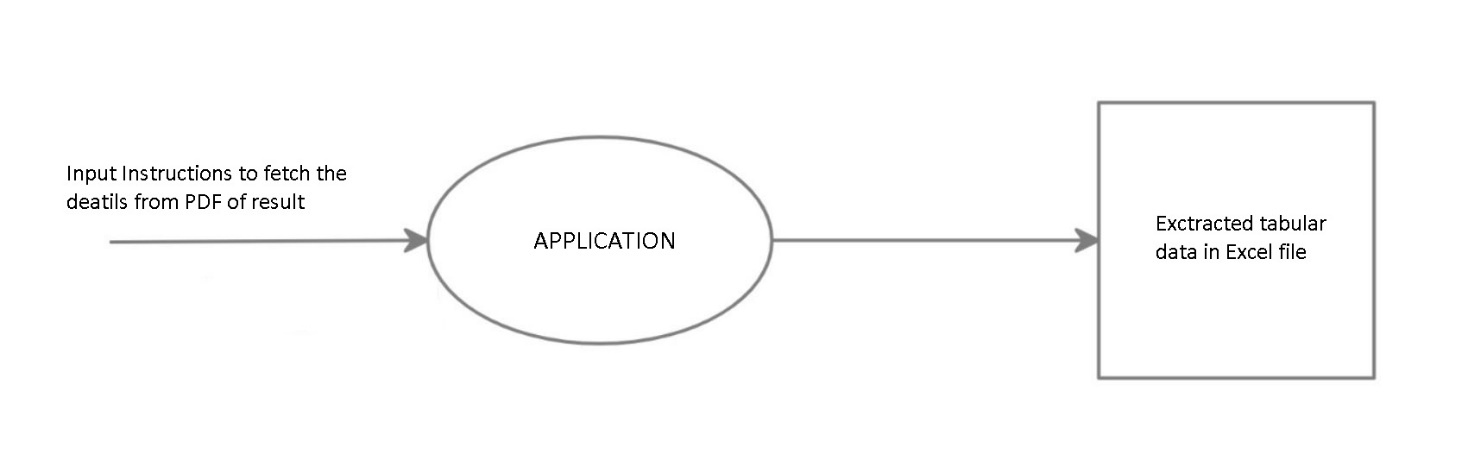 Input Instructions to fetch the
deatils from PDF of result
APPLICATION
Exctracted tabular
data in Excel file